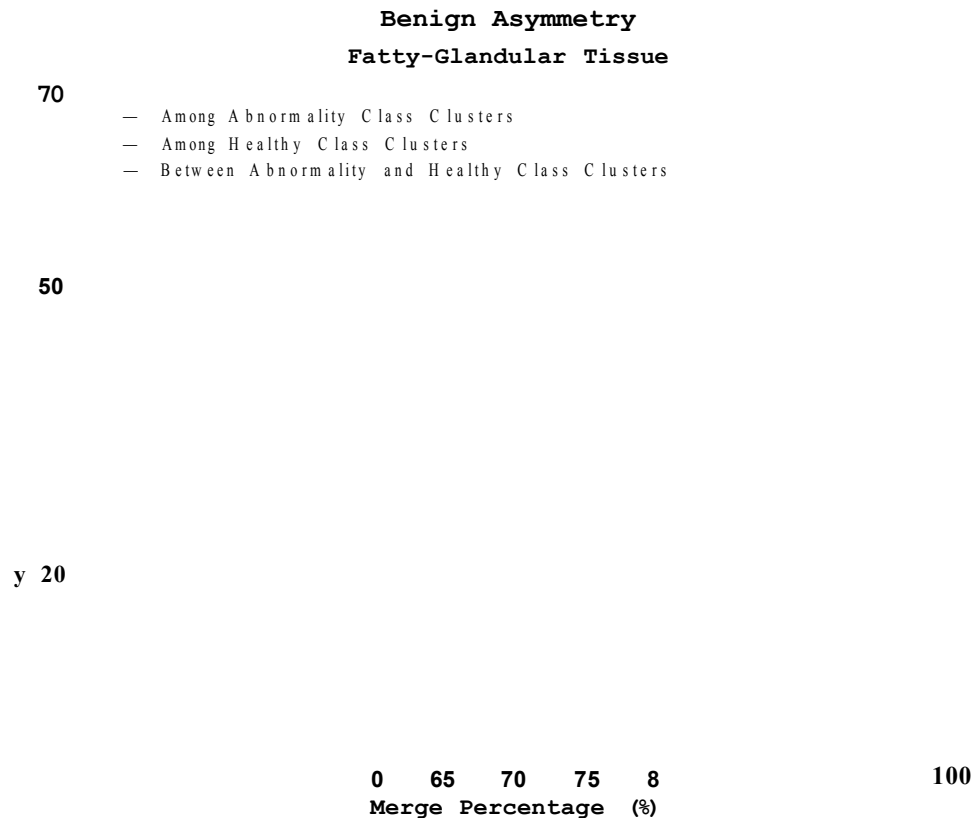 Benign Asymmetry
Fatty-Glandular Tissue
70
— Among Abnormality Class Clusters
— Among Healthy Class Clusters
— Between Abnormality and Healthy Class Clusters
50
y 20
0 65 70 75 8 100
Merge Percentage (%)